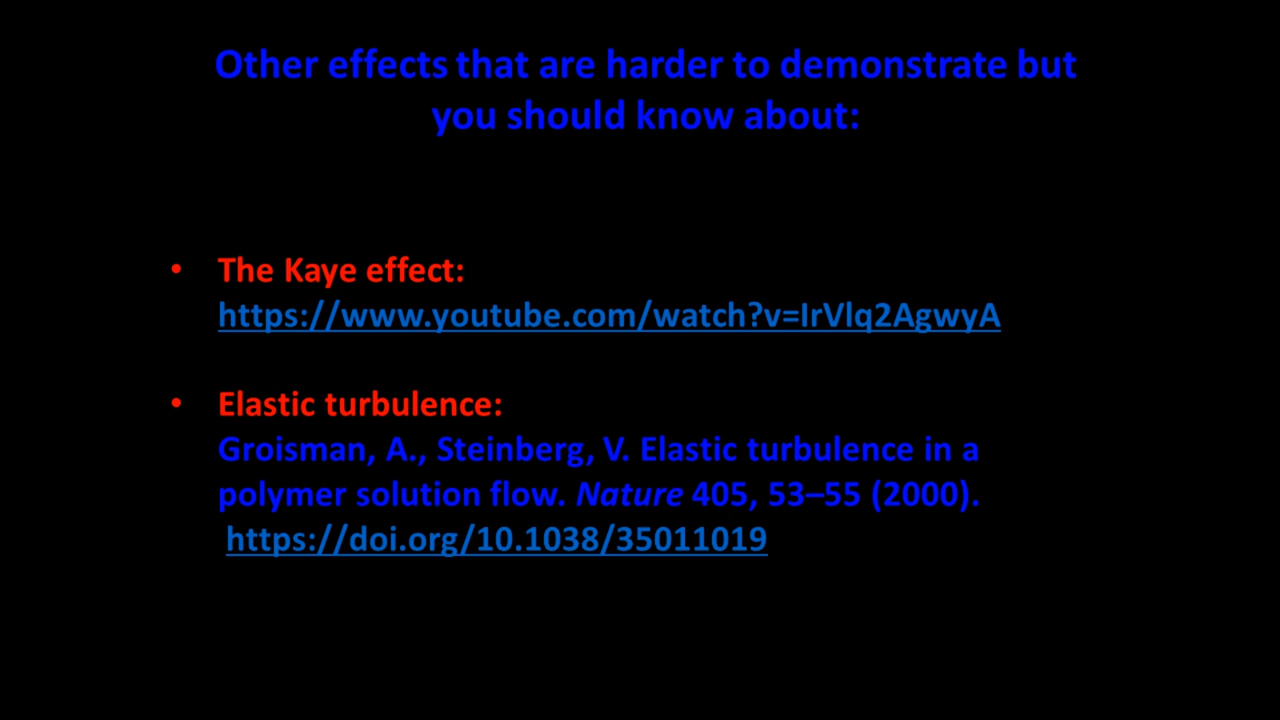 Other effects that are harder to demonstrate but
you should know about:
• The Kaye effect:
https://www.youtube.com/watch?v=IrVlq2AgwyA
• Elastic turbulence:
Groisman, A., Steinberg, V. Elastic turbulence in a
polymer solution flow. Nature 405, 53–55 (2000).
https://doi.org/10.1038/35011019